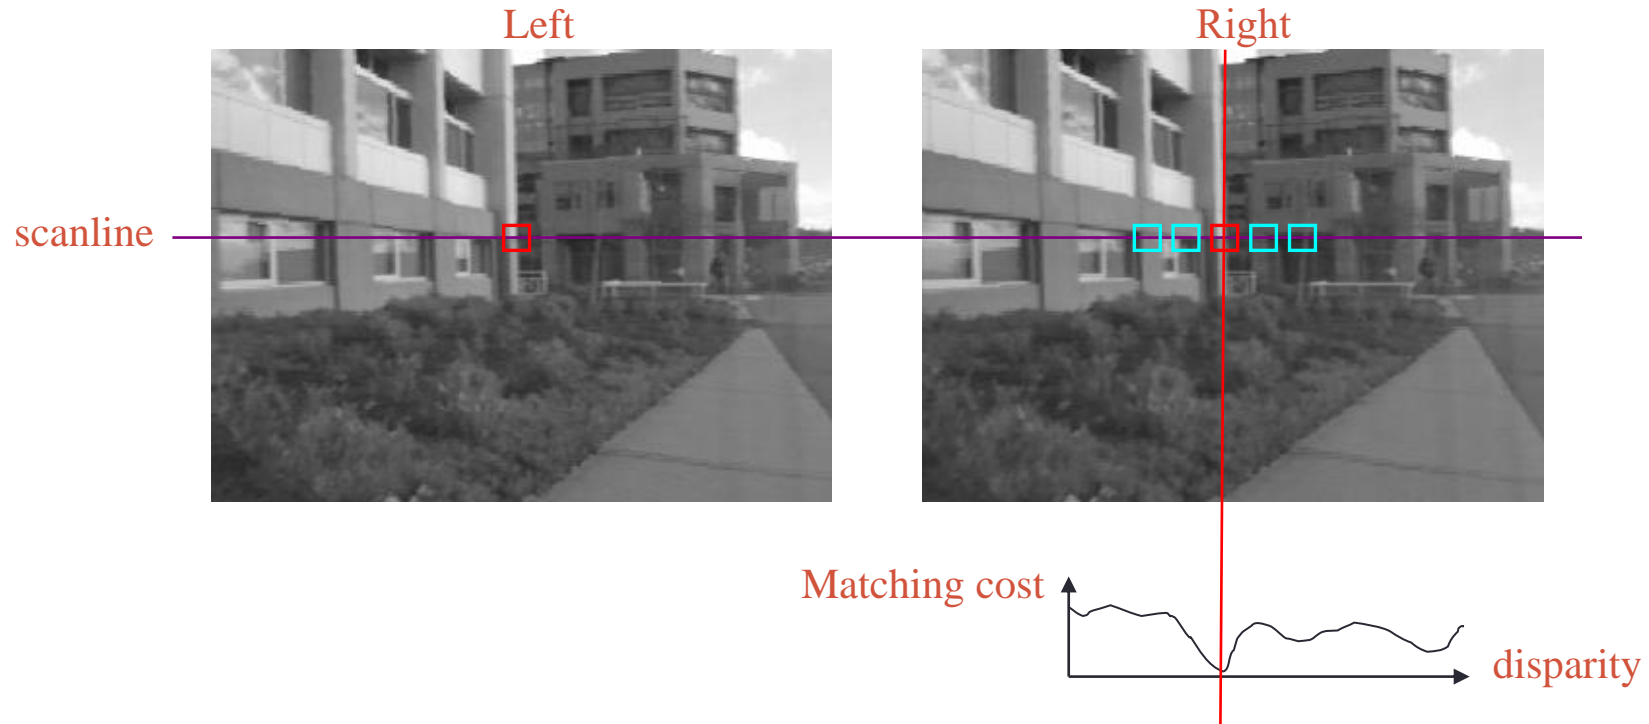 Left
Right
scanline
Matching cost
disparity